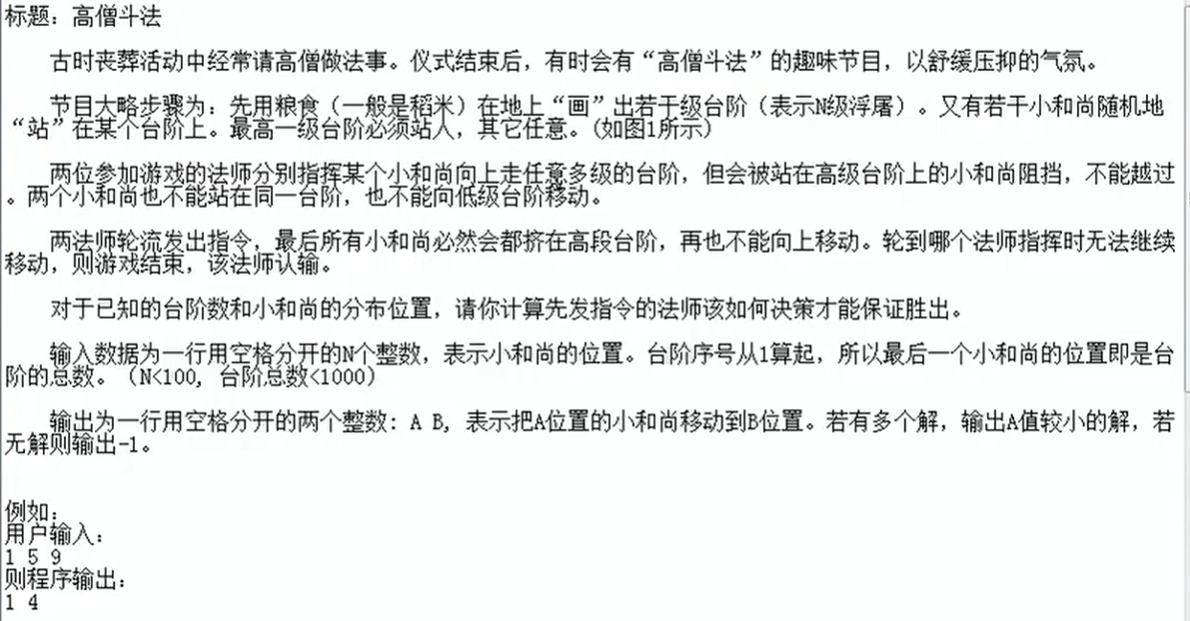 标题：高僧斗法
古时丧葬活动中经常请高僧做法事。仪式结束后，有时会有“高僧斗法”的趣味节目，以舒缓压抑的气氛。
节目大略步骤为：先用粮食（一般是稻米）在地上“画”出若干级台阶（表示N级浮屠）。又有若干小和尚随机地
“站”在某个台阶上。最高一级台阶必须站人，其它任意。(如图1所示)
两位参加游戏的法师分别指挥某个小和尚向上走任意多级的台阶，但会被站在高级台阶上的小和尚阻挡，不能越过
。两个小和尚也不能站在同一台阶，也不能向低级台阶移动。
两法师轮流发出指令，最后所有小和尚必然会都挤在高段台阶，再也不能向上移动。轮到哪个法师指挥时无法继续
移动，则游戏结束，该法师认输。
对于已知的台阶数和小和尚的分布位置，请你计算先发指令的法师该如何决策才能保证胜出。
输入数据为一行用空格分开的N个整数，表示小和尚的位置。台阶序号从1算起，所以最后一个小和尚的位置即是台
阶的总数。（N<100, 台阶总数<1000）
输出为一行用空格分开的两个整数: A B, 表示把A位置的小和尚移动到B位置。若有多个解，输出A值较小的解，若
无解则输出-1。
例如:
用户输入:
1 5 9
则程序输出:
1 4